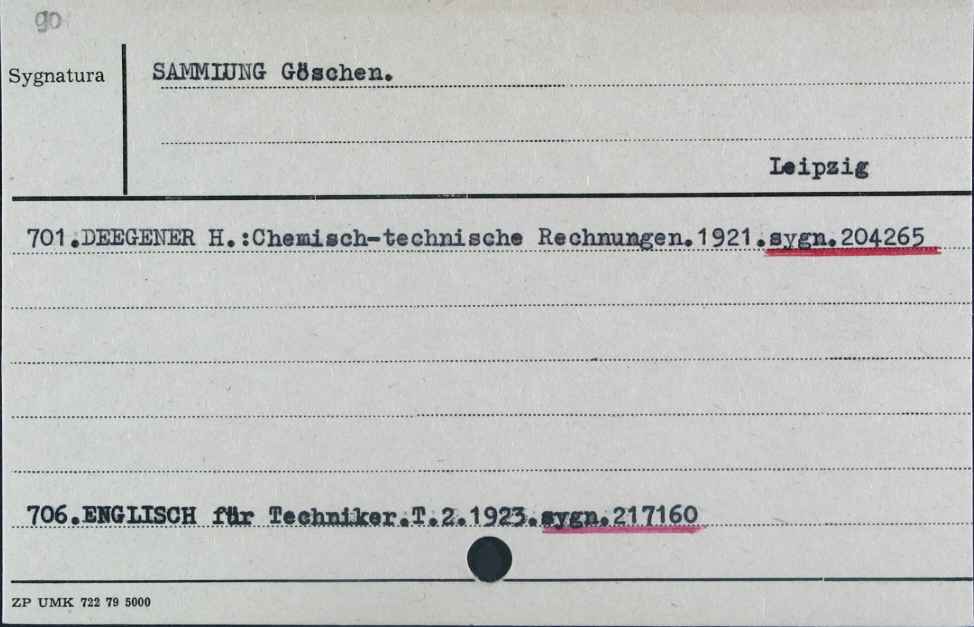 go
Sygnatura
SAMMIUNG Göschen.
Leipzig
701.DEEGENER H.:Chemisch-technische Rechnungen.1921.sygn.204265
706.ENGLISCH für Techniker.T.2.1923.sygn.217160
ZP UMK 722 79 5000